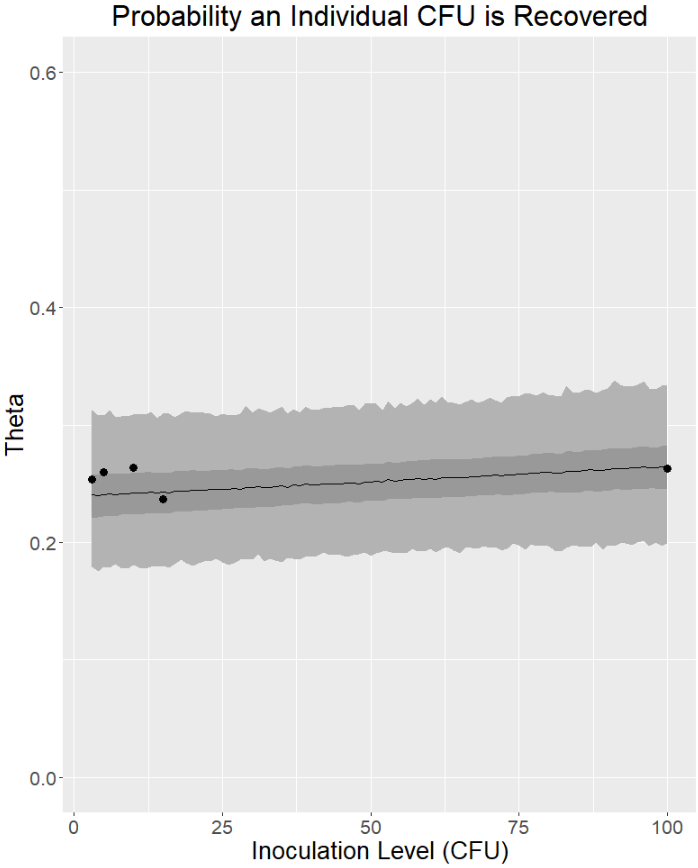 Probability an Individual CFU is Recovered
0.6
0.4
0.2
0.0
Theta
0 25 50 75 100
Inoculation Level (CFU)